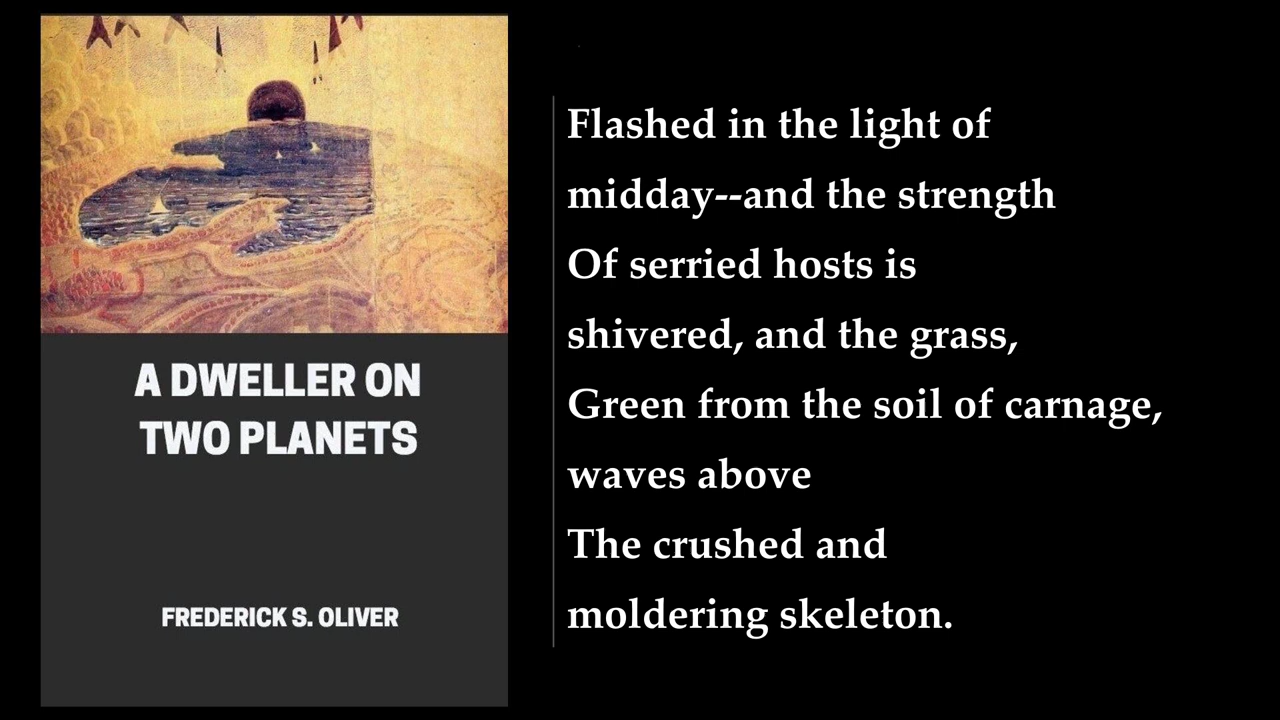 A DWELLER ON
TWO PLANETS
FREDERICK S. OLIVER
Flashed in the light of
midday--and the strength
Of serried hosts is
shivered, and the grass,
Green from the soil of carnage,
waves above
The crushed and
moldering skeleton.